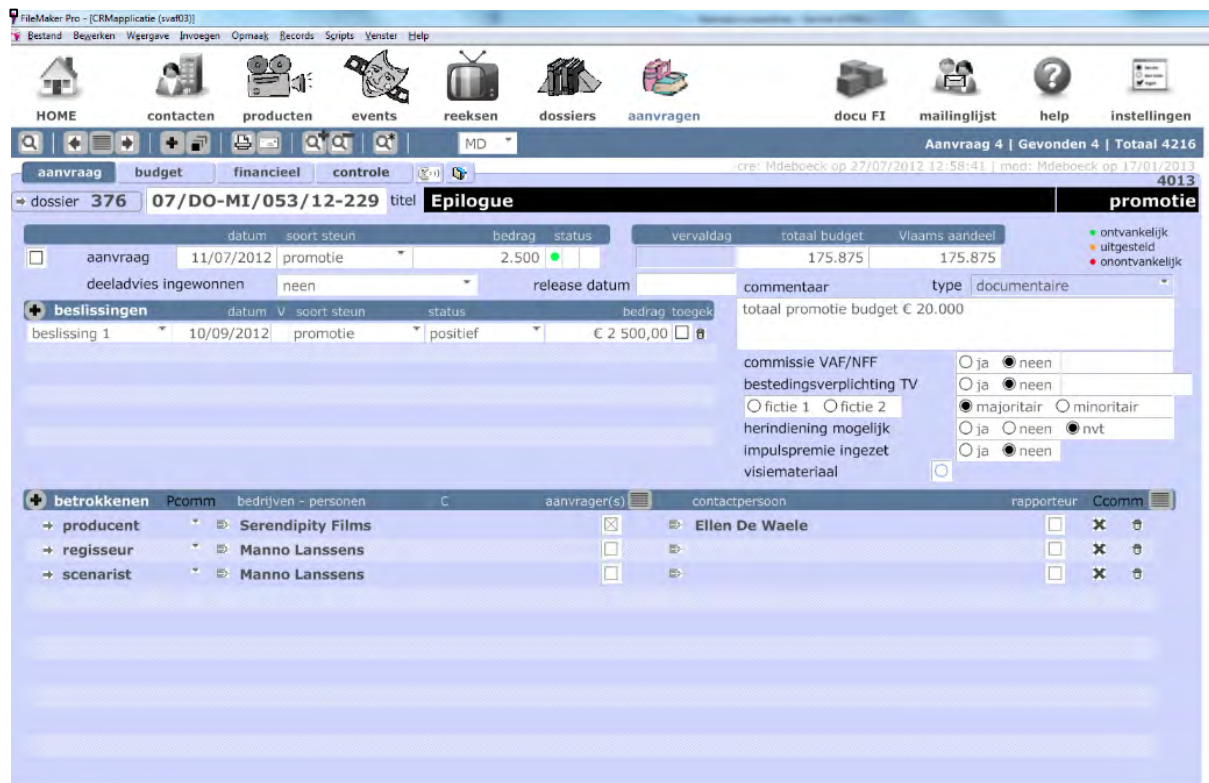 FileMaker Pro - [CRMapplicatie (svaf03)]
Bestand Bewerken Weergave Invoegen Opmaak Records Scripts Venster Help
HOME contacten producten events reeksen dossiers aanvragen docu FI mailinglijst help instellingen
MD Aanvraag 4 | Gevonden 4 | Totaal 4216
aanvraag budget financieel controle cre: Mdeboeck op 27/07/2012 12:58:41 | mod: Mdeboeck op 17/01/2013
4013
dossier 376 07/DO-MI/053/12-229 titel Epilogue promotie
datum soort steun bedrag status vervaldag totaal budget Vlaams aandeel ontvankelijk
uitgesteld
aanvraag 11/07/2012 promotie 2.500 175.875 175.875 onontvankelijk
deeladvies ingewonnen neen release datum commentaar type documentaire
beslissingen datum V soort steun status bedrag toegek totaal promotie budget € 20.000
beslissing 1 10/09/2012 promotie positief € 2 500,00
commissie VAF/NFF ja neen
bestedingsverplichting TV ja neen
fictie 1 fictie 2 majoritair minoritair
herindiening mogelijk ja neen nvt
impulspremie ingezet ja neen
visiemateriaal
betrokkenen Pcomm bedrijven - personen C aanvrager(s) contactpersoon rapporteur Ccomm
producent Serendipity Films Ellen De Waele
regisseur Manno Lanssens
scenarist Manno Lanssens